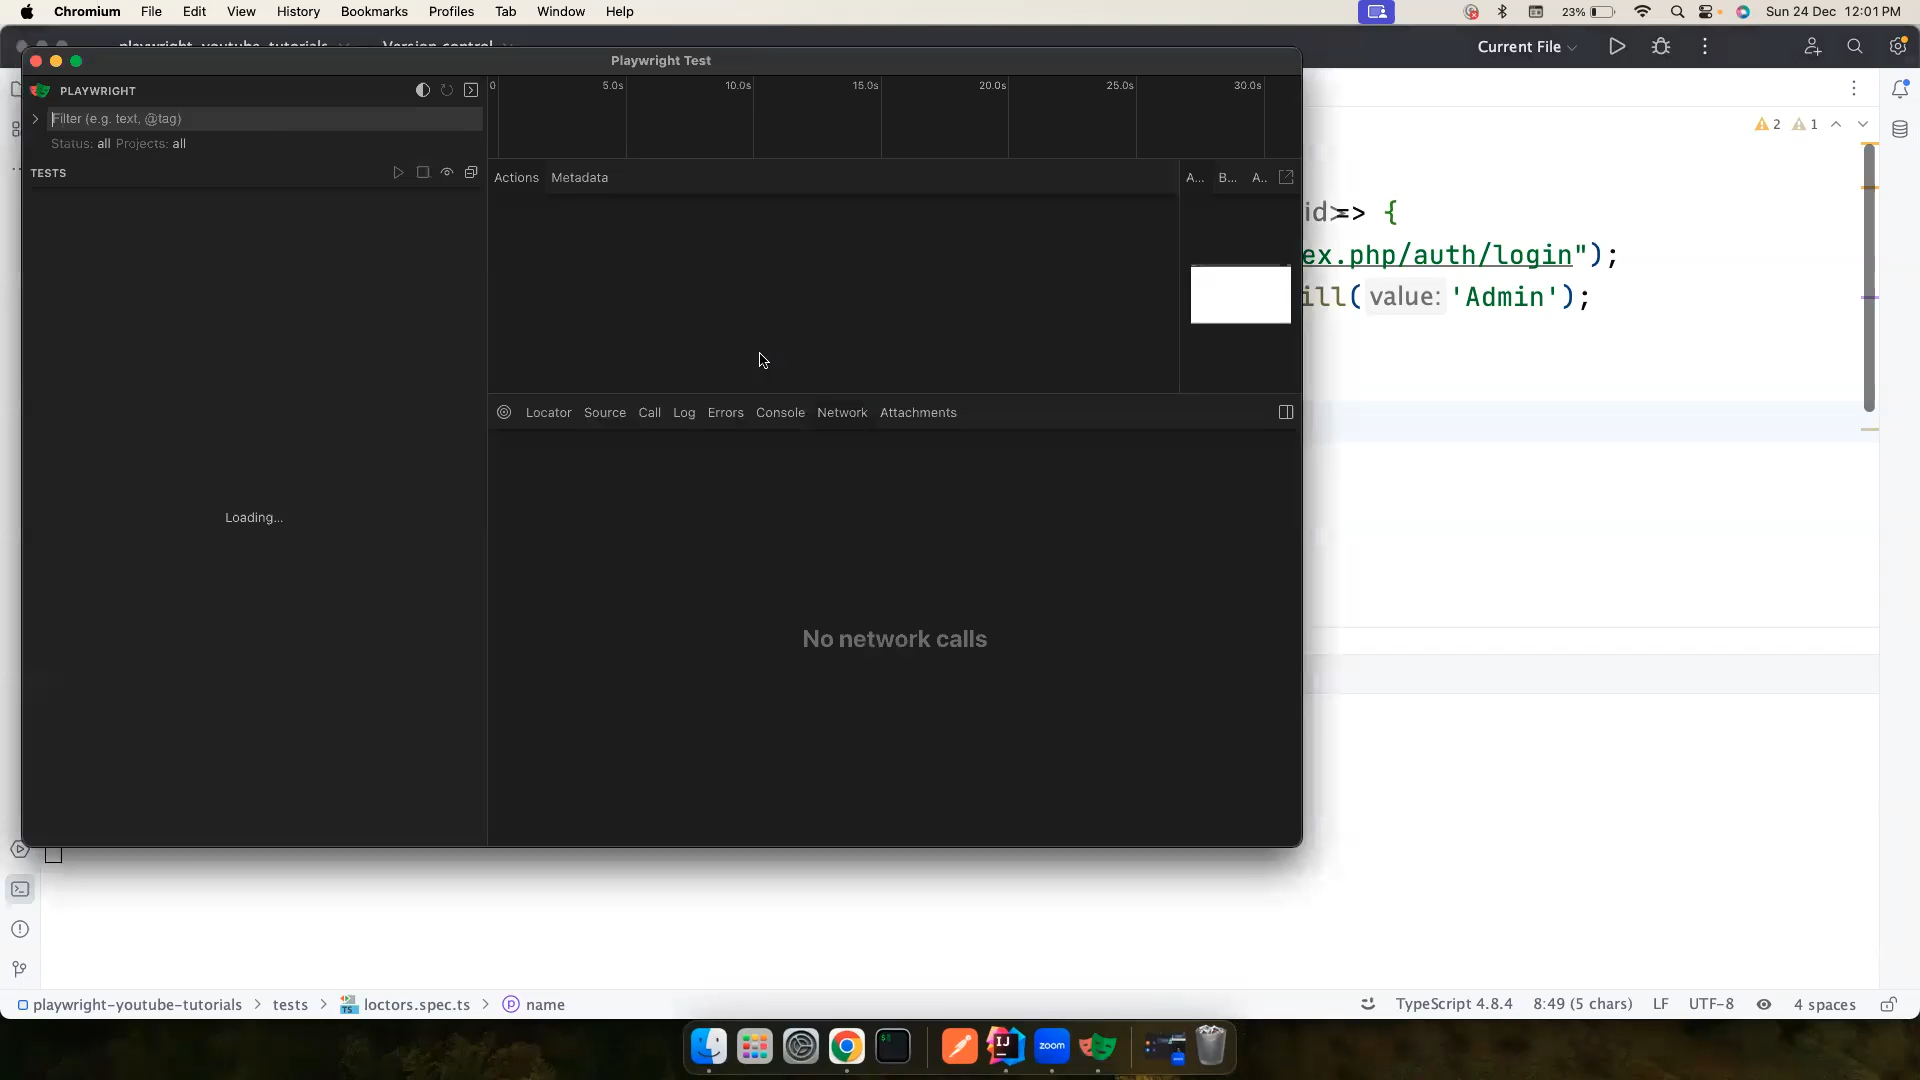 Chromium File Edit View History Bookmarks Profiles Tab Window Help 23% Sun 24 Dec 12:01 PM
Current File
Playwright Test
PLAYWRIGHT
0 5.0s 10.0s 15.0s 20.0s 25.0s 30.0s
Filter (e.g. text, @tag)
Status: all Projects: all
2 1
TESTS
Actions Metadata A... B... A..
=> {
ex.php/auth/login");
ill( value: 'Admin');
Locator Source Call Log Errors Console Network Attachments
Loading...
No network calls
playwright-youtube-tutorials > tests > loctors.spec.ts > name TypeScript 4.8.4 8:49 (5 chars) LF UTF-8 4 spaces
zoom